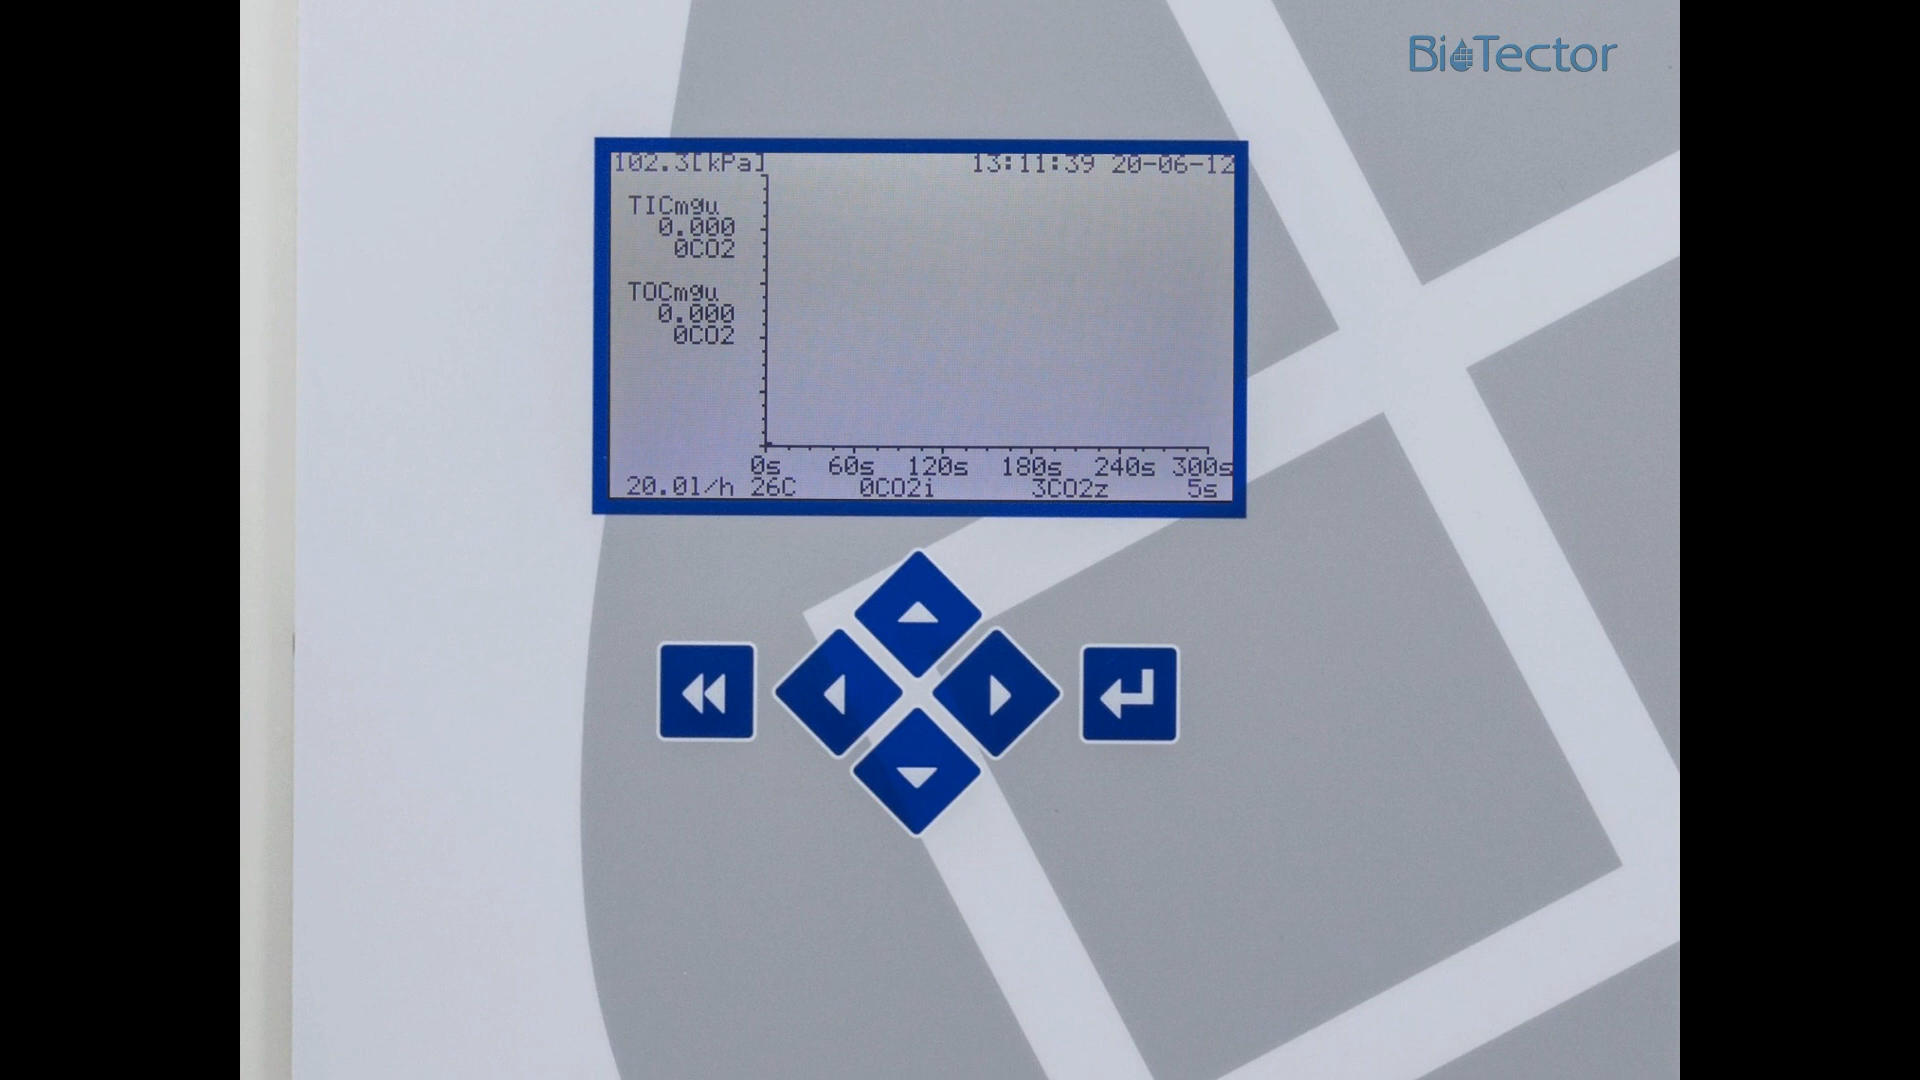 BioTector
102.3[kPa] 13:11:39 20-06-12
TICmgu
0.000
0CO2
TOCmgu
0.000
0CO2
0s 60s 120s 180s 240s 300s
20.0l/h 26C 0CO2i 3CO2z 5s